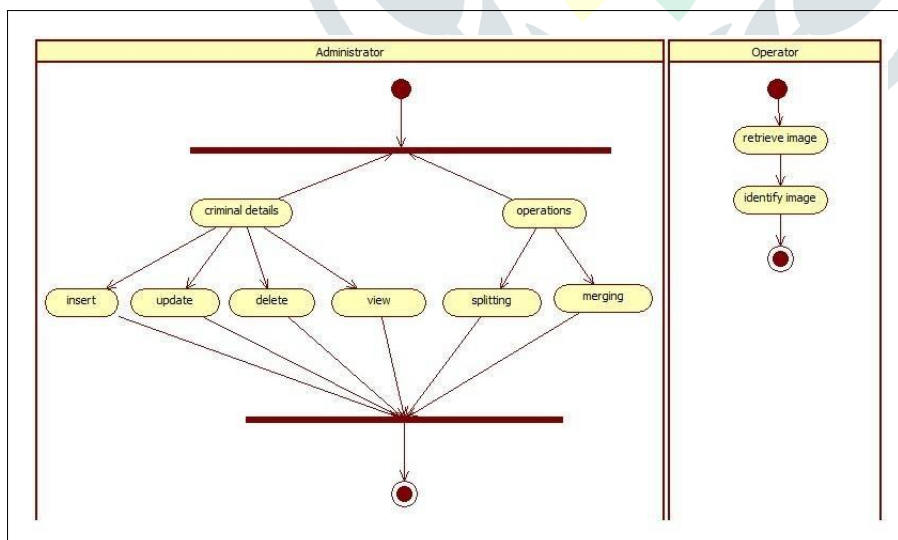 Administrator
Operator
retrieve image
criminal details
operations
identify image
insert
update
delete
view
splitting
merging